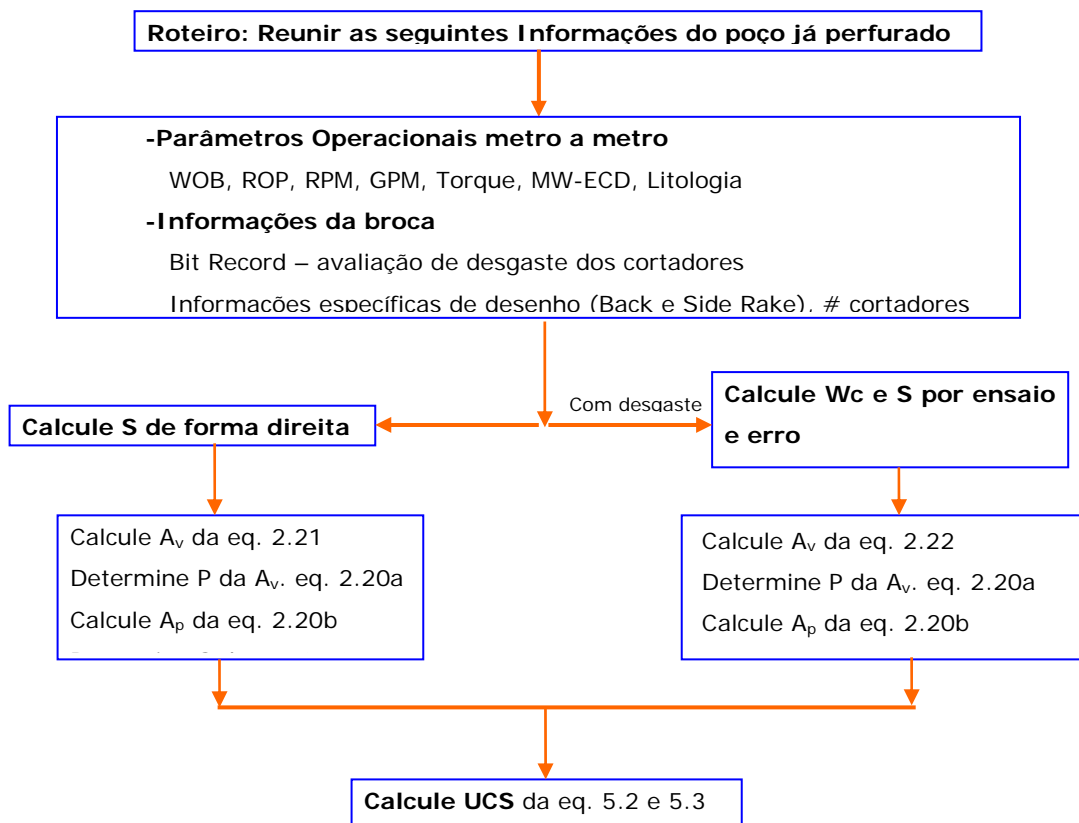 Roteiro: Reunir as seguintes Informações do poço já perfurado
-Parâmetros Operacionais metro a metro
WOB, ROP, RPM, GPM, Torque, MW-ECD, Litologia
-Informações da broca
Bit Record – avaliação de desgaste dos cortadores
Informações específicas de desenho (Back e Side Rake), # cortadores
Com desgaste
Calcule S de forma direita
Calcule Wc e S por ensaio
e erro
Calcule Av da eq. 2.21
Determine P da Av. eq. 2.20a
Calcule Ap da eq. 2.20b
Calcule Av da eq. 2.22
Determine P da Av. eq. 2.20a
Calcule Ap da eq. 2.20b
Calcule UCS da eq. 5.2 e 5.3